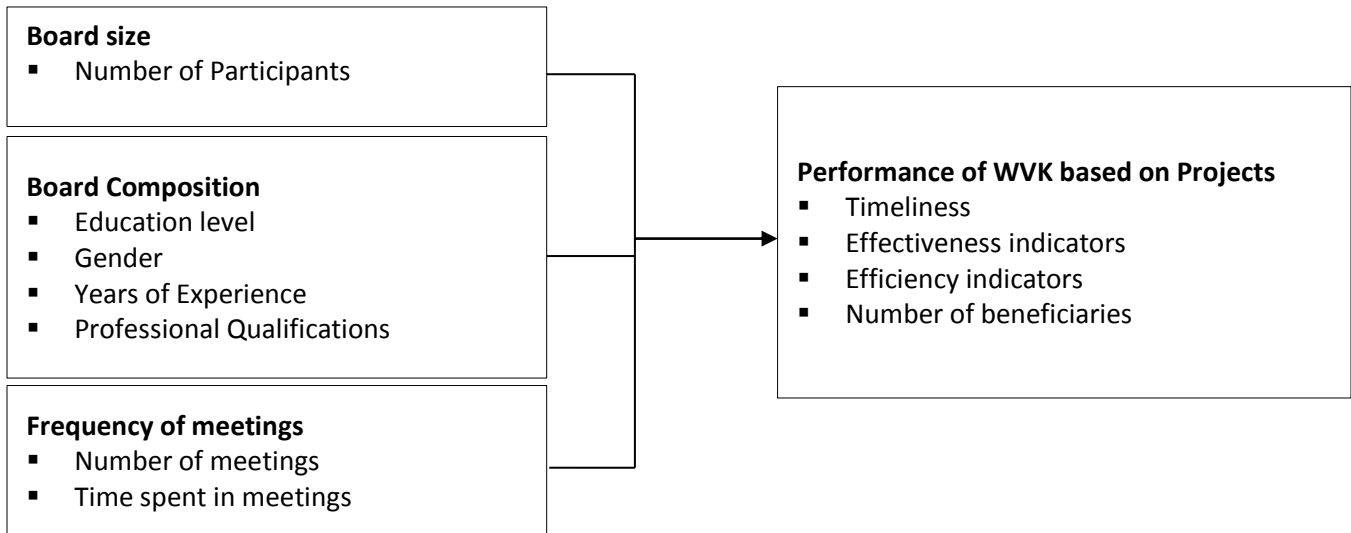 Board size
▪ Number of Participants
Board Composition
▪ Education level
▪ Gender
▪ Years of Experience
▪ Professional Qualifications
Frequency of meetings
▪ Number of meetings
▪ Time spent in meetings
Performance of WVK based on Projects
▪ Timeliness
▪ Effectiveness indicators
▪ Efficiency indicators
▪ Number of beneficiaries